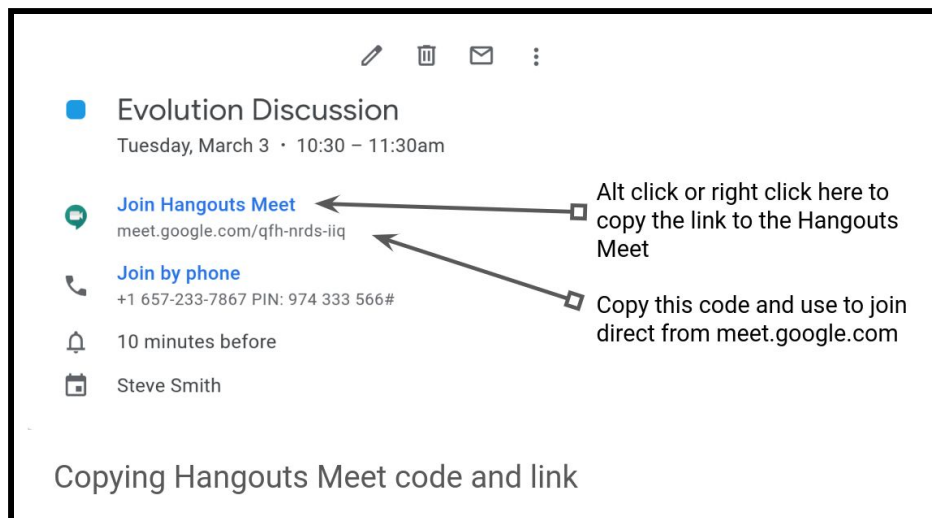 Evolution Discussion
Tuesday, March 3 • 10:30 – 11:30am
Join Hangouts Meet
meet.google.com/qfh-nrds-iiq
Join by phone
+1 657-233-7867 PIN: 974 333 566#
10 minutes before
Steve Smith
Alt click or right click here to
copy the link to the Hangouts
Meet
Copy this code and use to join
direct from meet.google.com
Copying Hangouts Meet code and link